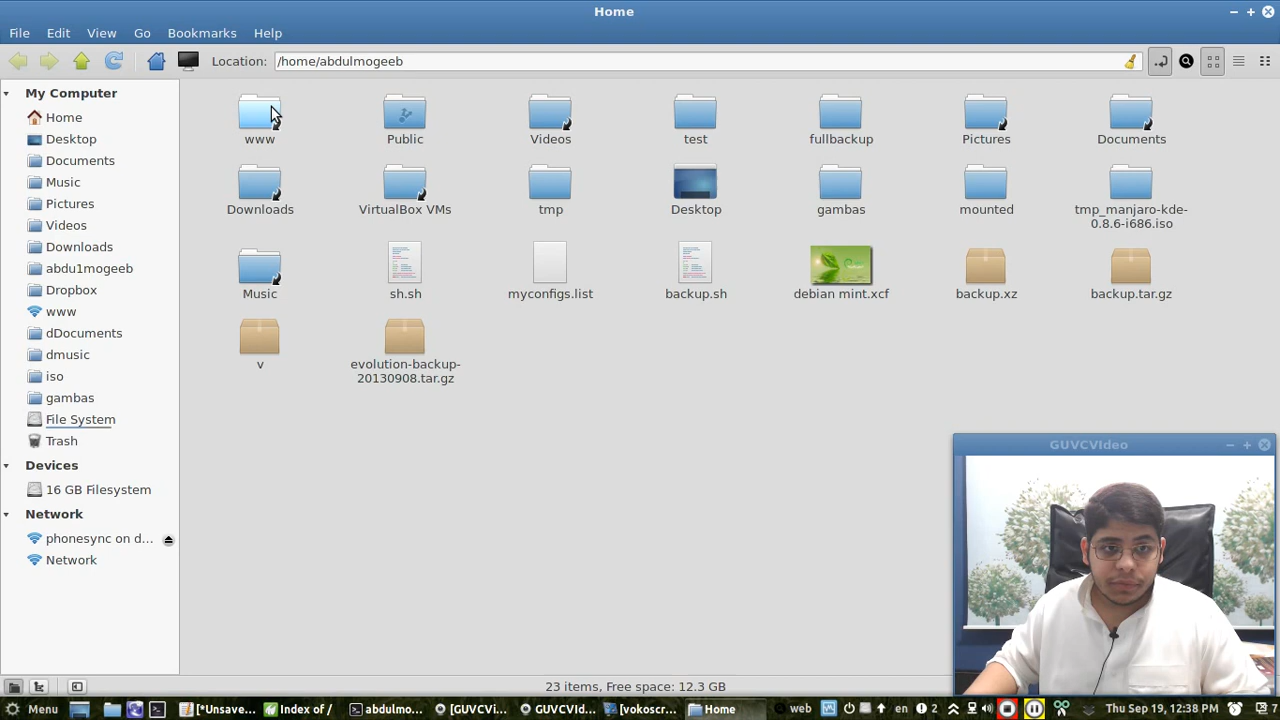 Home
File Edit View Go Bookmarks Help
Location: /home/abdulmogeeb
My Computer
Home
Desktop
Documents
Music
Pictures
Videos
Downloads
abdu1mogeeb
Dropbox
www
dDocuments
dmusic
iso
gambas
File System
Trash
Devices
16 GB Filesystem
Network
phonesync on d...
Network
www Public Videos test fullbackup Pictures Documents
Downloads VirtualBox VMs tmp Desktop gambas mounted tmp_manjaro-kde-
0.8.6-i686.iso
Music sh.sh myconfigs.list backup.sh debian mint.xcf backup.xz backup.tar.gz
v evolution-backup-
20130908.tar.gz
GUVCVIdeo
23 items, Free space: 12.3 GB
Menu [*Unsave... Index of / abdulmo... [GUVCVi... GUVCVId... [vokoscr... Home web en 2 Thu Sep 19, 12:38 PM 7